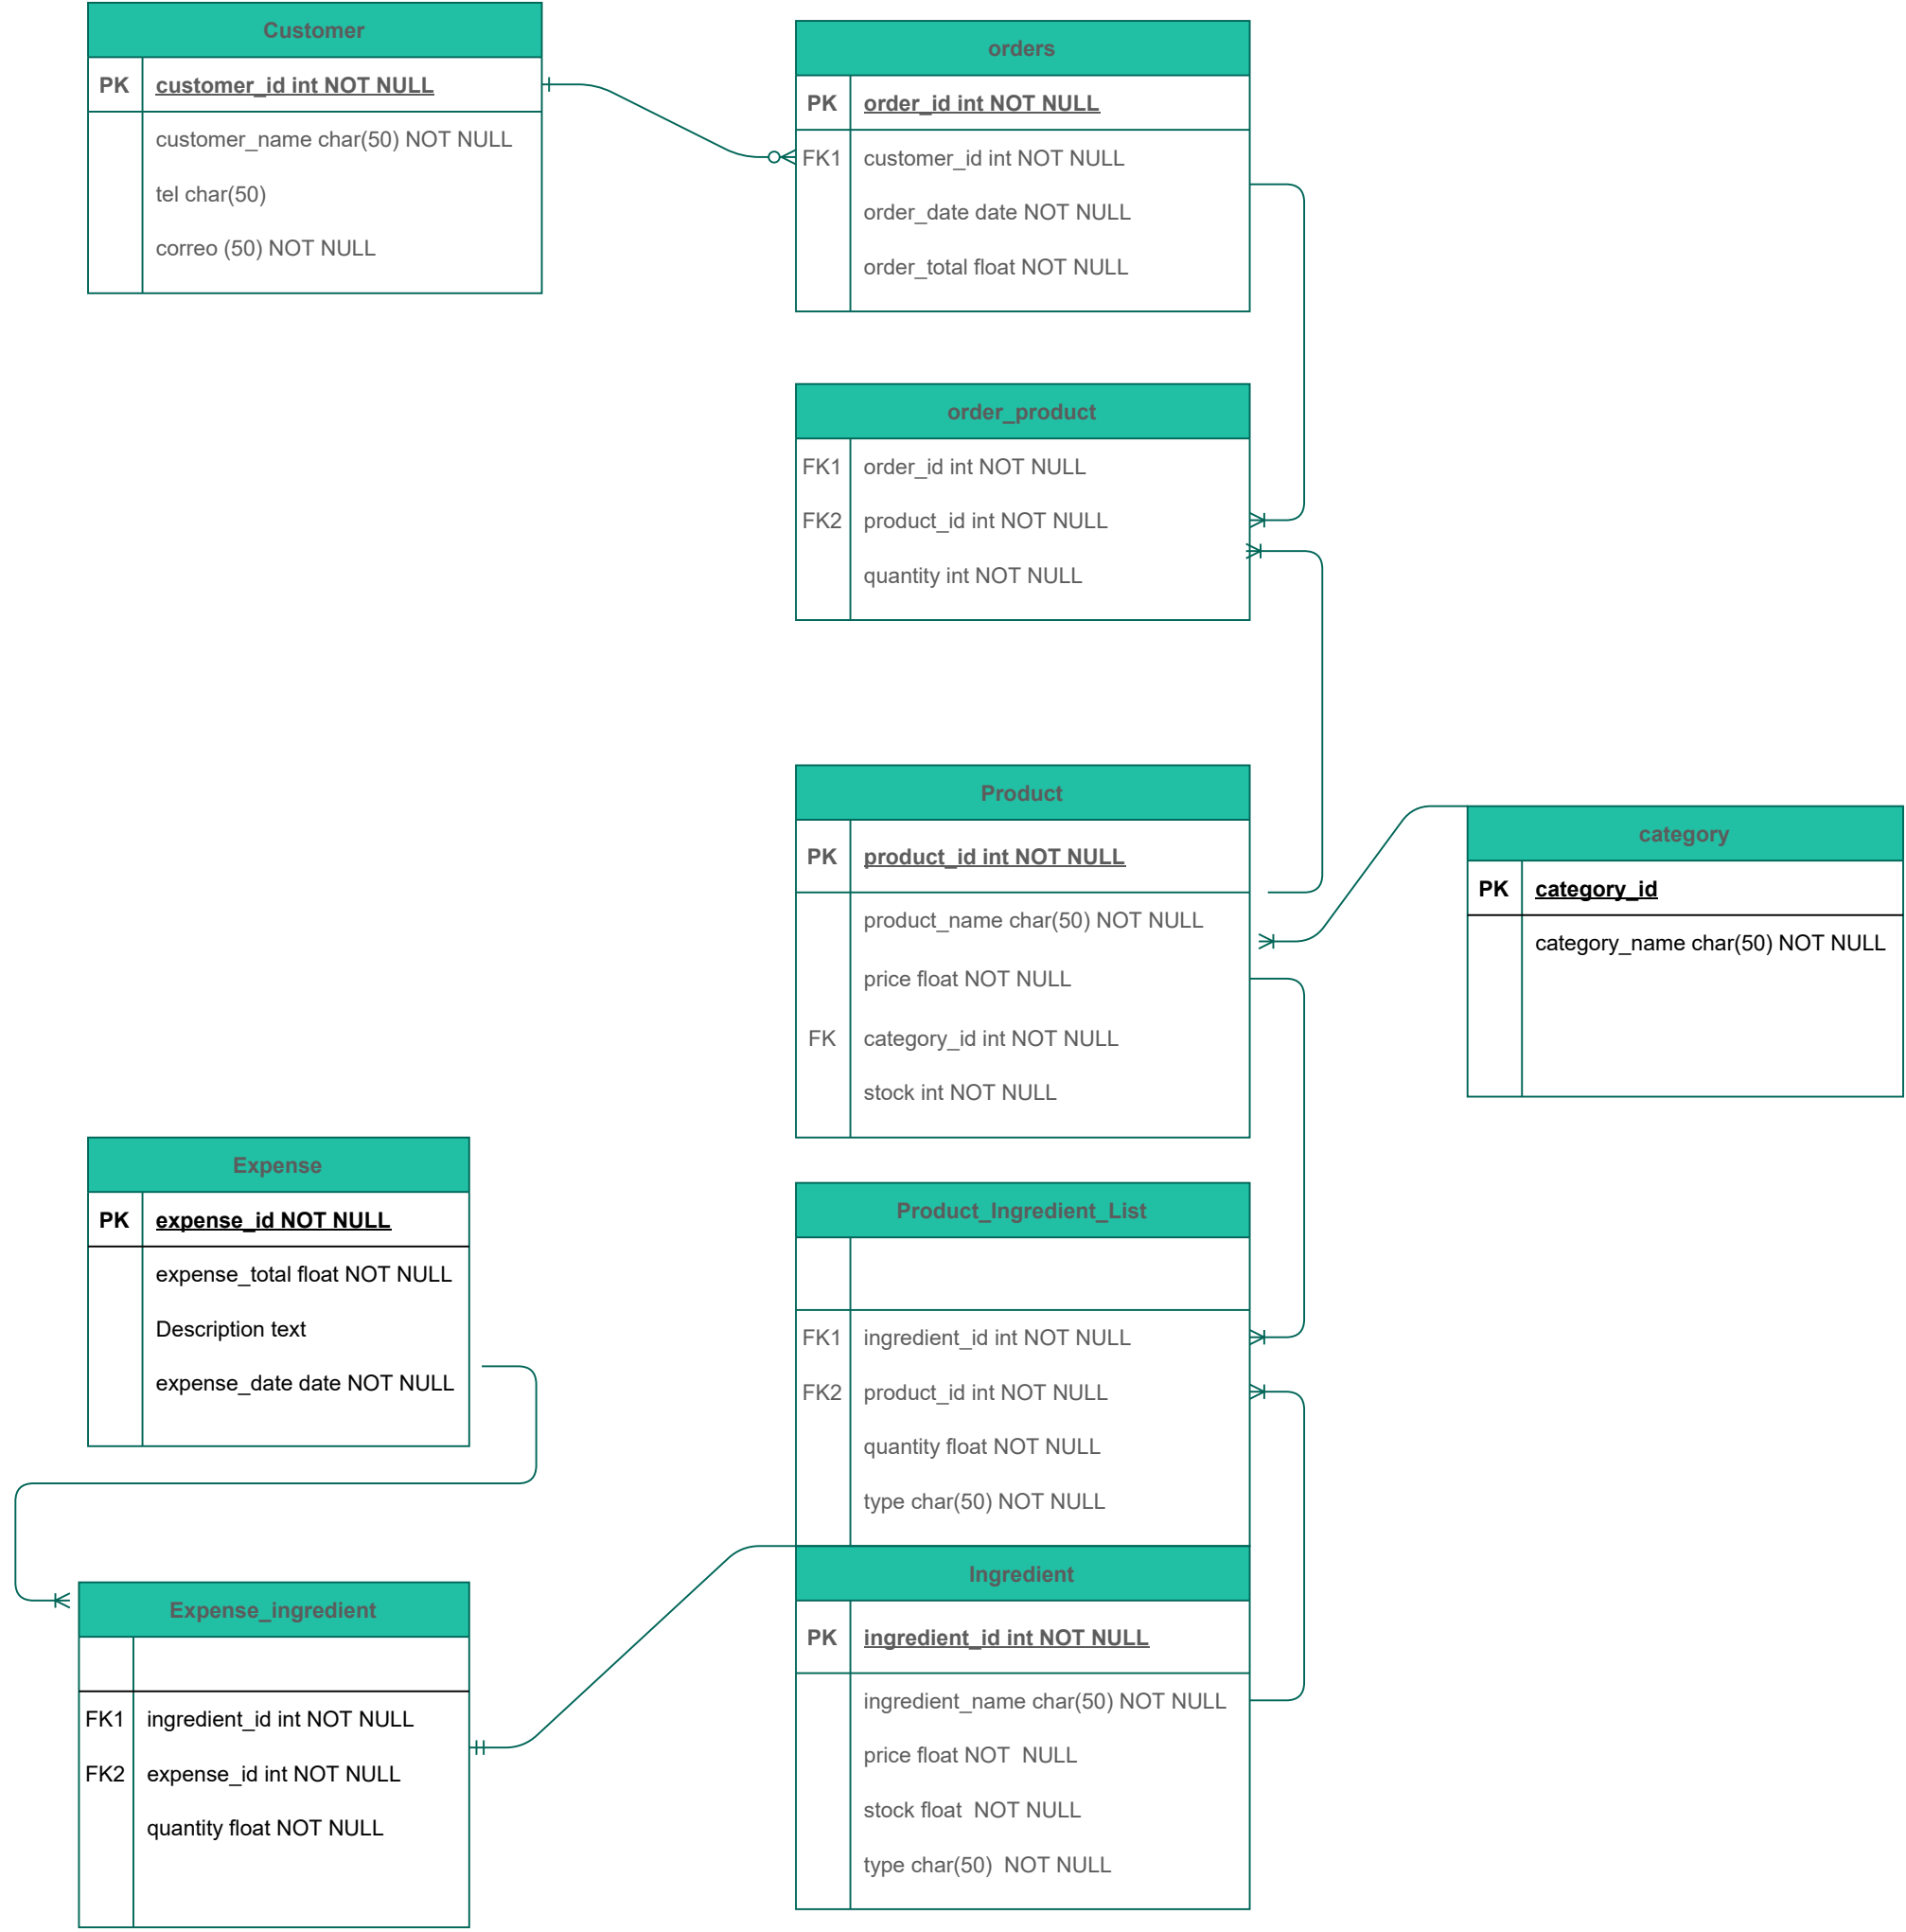 Customer
PK customer_id int NOT NULL
customer_name char(50) NOT NULL
tel char(50)
correo (50) NOT NULL
orders
PK order_id int NOT NULL
FK1 customer_id int NOT NULL
order_date date NOT NULL
order_total float NOT NULL
order_product
FK1 order_id int NOT NULL
FK2 product_id int NOT NULL
quantity int NOT NULL
Product
PK product_id int NOT NULL
product_name char(50) NOT NULL
price float NOT NULL
FK category_id int NOT NULL
stock int NOT NULL
category
PK category_id
category_name char(50) NOT NULL
Expense
PK expense_id NOT NULL
expense_total float NOT NULL
Description text
expense_date date NOT NULL
Product_Ingredient_List
FK1 ingredient_id int NOT NULL
FK2 product_id int NOT NULL
quantity float NOT NULL
type char(50) NOT NULL
Expense_ingredient
FK1 ingredient_id int NOT NULL
FK2 expense_id int NOT NULL
quantity float NOT NULL
Ingredient
PK ingredient_id int NOT NULL
ingredient_name char(50) NOT NULL
price float NOT  NULL
stock float  NOT NULL
type char(50)  NOT NULL